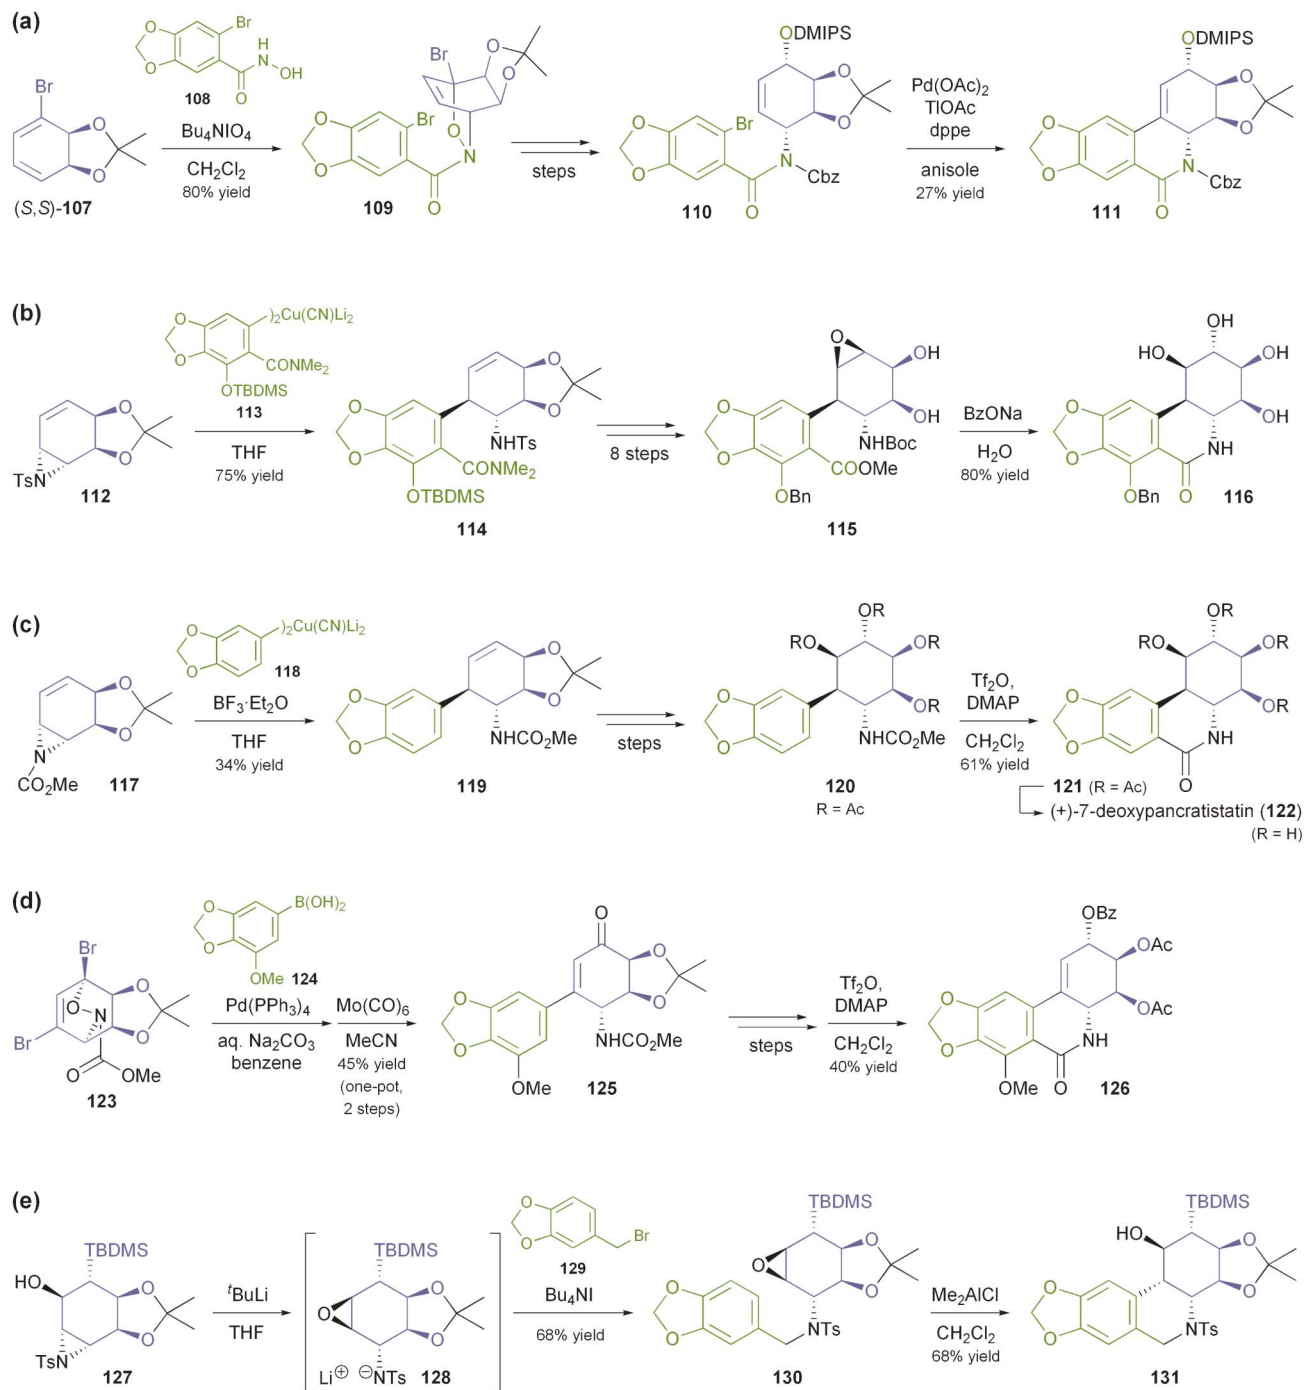 (a)
Br
(S,S)-107
O
O
O
O
Br
H
N
OH
O
108
Bu4NIO4
CH2Cl2
80% yield
O
O
Br
Br
O
O
O
N
O
109
steps
ODMIPS
O
O
O
O
Br
N
Cbz
O
110
Pd(OAc)2
TlOAc
dppe
anisole
27% yield
ODMIPS
O
O
O
O
N
Cbz
O
111
(b)
O
O
TsN
112
O
O
)2Cu(CN)Li2
CONMe2
OTBDMS
113
THF
75% yield
O
O
O
O
NHTs
CONMe2
OTBDMS
114
8 steps
O
OH
OH
O
O
NHBoc
COOMe
OBn
115
BzONa
H2O
80% yield
OH
HO
OH
OH
O
O
NH
OBn
O
116
(c)
O
O
N
CO2Me
117
O
O
)2Cu(CN)Li2
118
BF3·Et2O
THF
34% yield
O
O
O
O
NHCO2Me
119
steps
OR
RO
OR
OR
O
O
NHCO2Me
120
R = Ac
Tf2O,
DMAP
CH2Cl2
61% yield
OR
RO
OR
OR
O
O
NH
O
121 (R = Ac)
(+)-7-deoxypancratistatin (122)
(R = H)
(d)
Br
O
O
O
N
Br
O
OMe
123
O
O
B(OH)2
OMe
124
Pd(PPh3)4
aq. Na2CO3
benzene
Mo(CO)6
MeCN
45% yield
(one-pot,
2 steps)
O
O
O
O
O
NHCO2Me
OMe
125
steps
Tf2O,
DMAP
CH2Cl2
40% yield
OBz
OAc
OAc
O
O
NH
OMe
O
126
(e)
TBDMS
HO
O
O
TsN
127
tBuLi
THF
TBDMS
O
O
O
Li⊕ ⊖NTs
128
O
O
Br
129
Bu4NI
68% yield
TBDMS
O
O
O
O
O
NTs
130
Me2AlCl
CH2Cl2
68% yield
TBDMS
HO
O
O
O
O
NTs
131